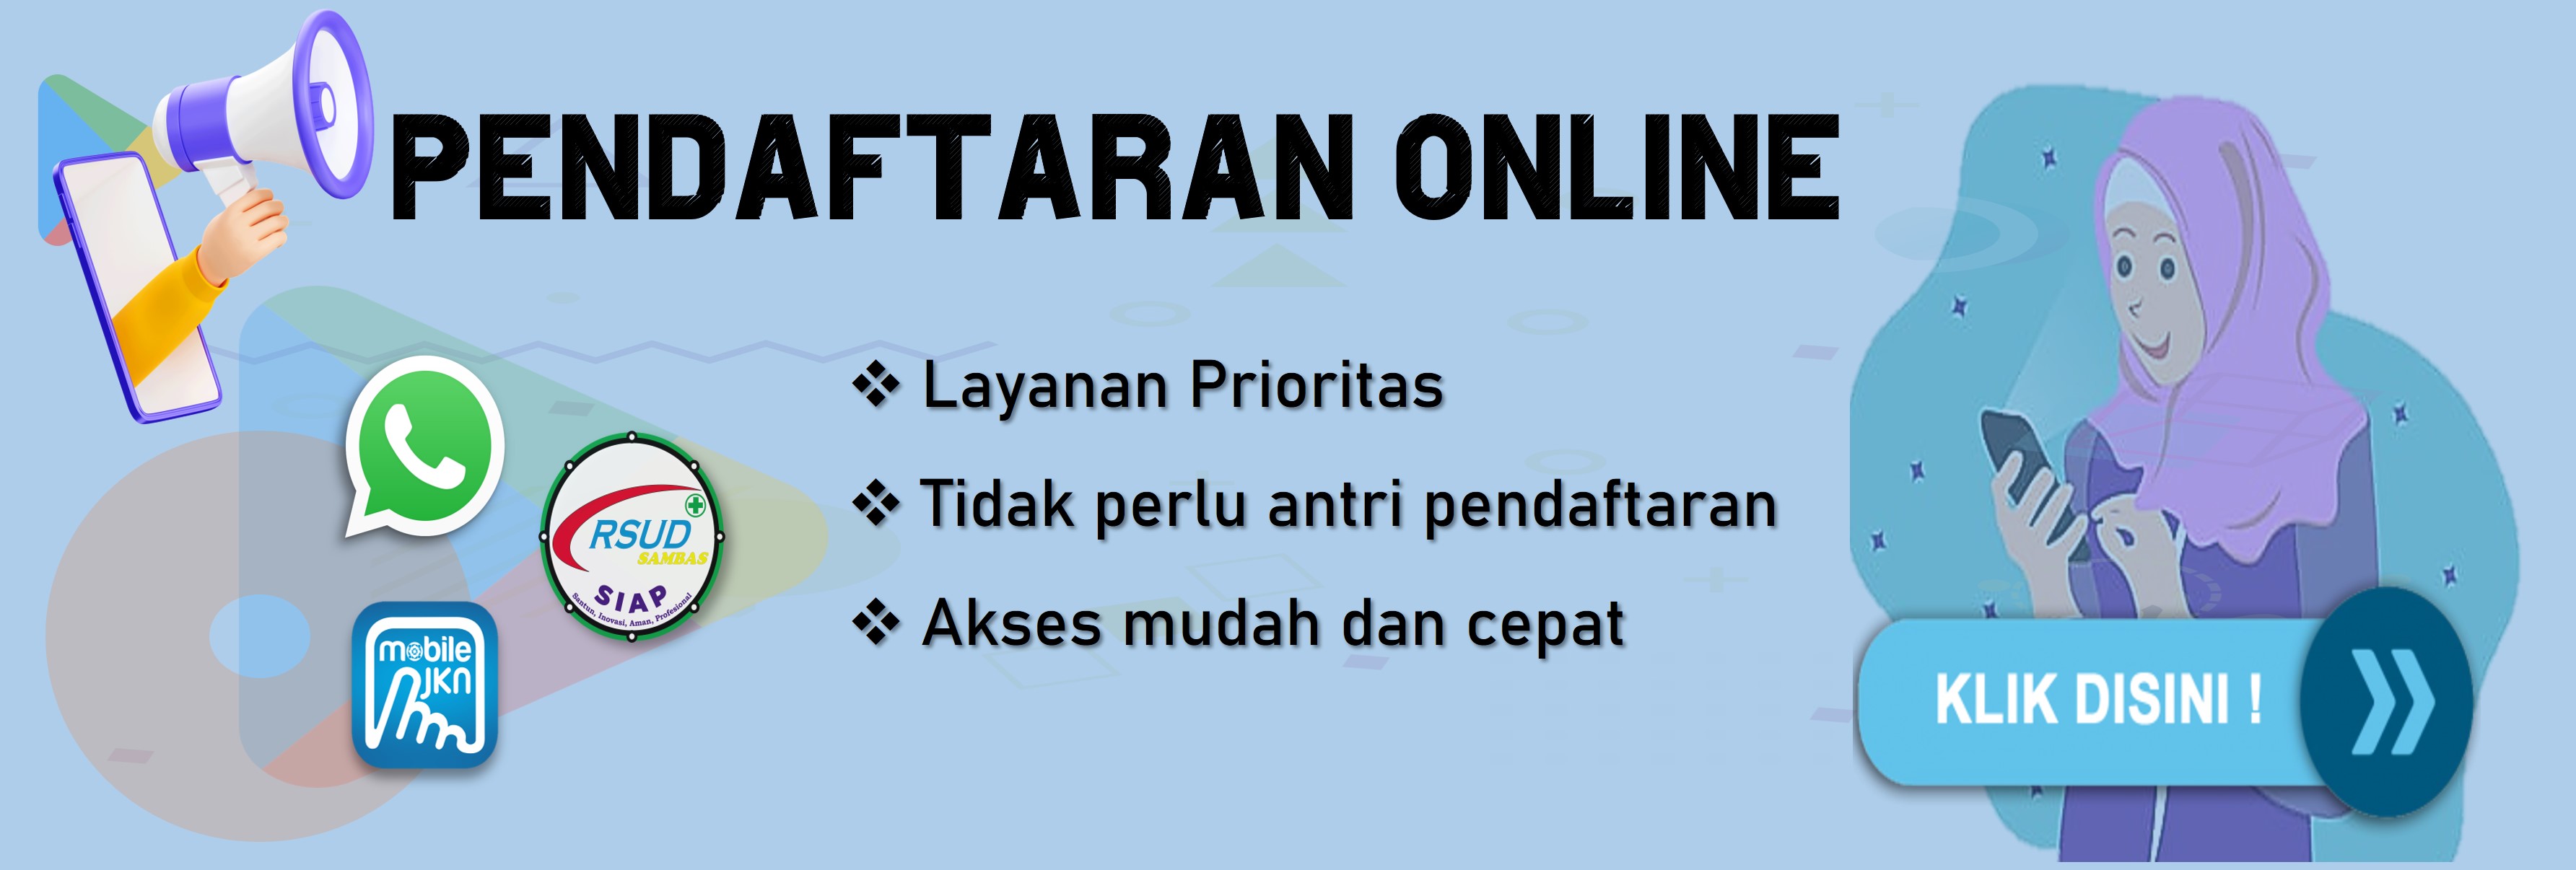 PENDAFTARAN ONLINE
❖ Layanan Prioritas
❖ Tidak perlu antri pendaftaran
❖ Akses mudah dan cepat
RSUD
SAMBAS
SIAP
Santun, Inovasi, Aman, Profesional
mobile
JKN
KLIK DISINI !